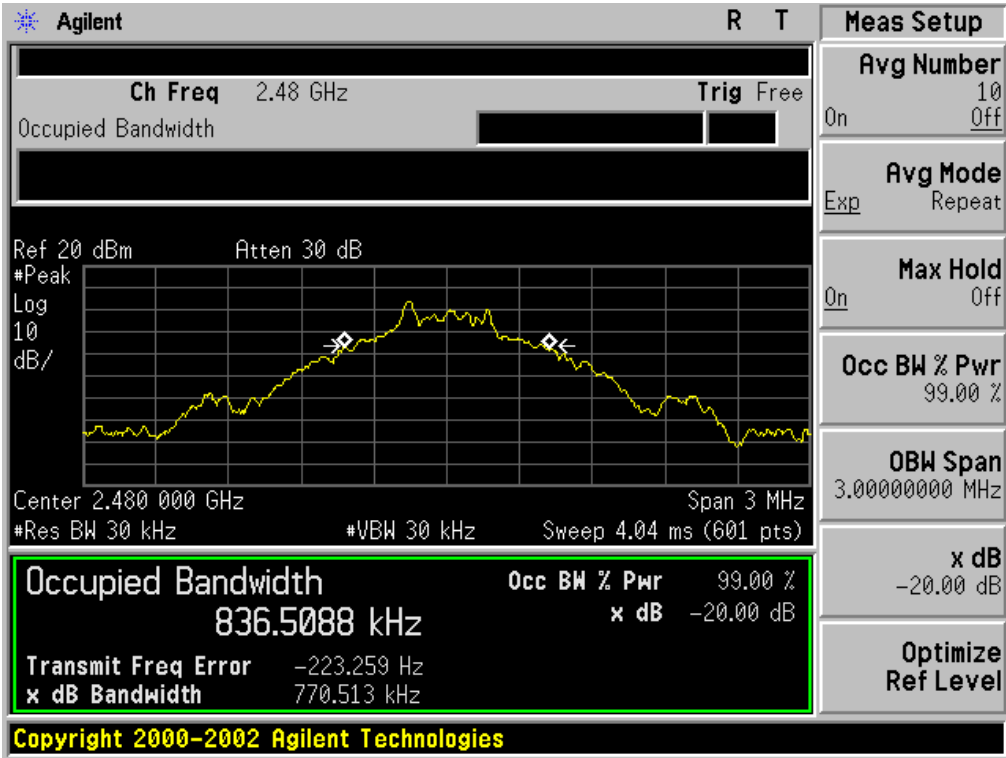 Agilent R T
Ch Freq 2.48 GHz Trig Free
Occupied Bandwidth
Ref 20 dBm Atten 30 dB
#Peak
Log
10
dB/
Center 2.480 000 GHz Span 3 MHz
#Res BW 30 kHz #VBW 30 kHz Sweep 4.04 ms (601 pts)
Occupied Bandwidth Occ BW % Pwr 99.00 %
836.5088 kHz x dB -20.00 dB
Transmit Freq Error -223.259 Hz
x dB Bandwidth 770.513 kHz
Copyright 2000-2002 Agilent Technologies
Meas Setup
Avg Number
10
On Off
Avg Mode
Exp Repeat
Max Hold
On Off
Occ BW % Pwr
99.00 %
OBW Span
3.00000000 MHz
x dB
-20.00 dB
Optimize
Ref Level